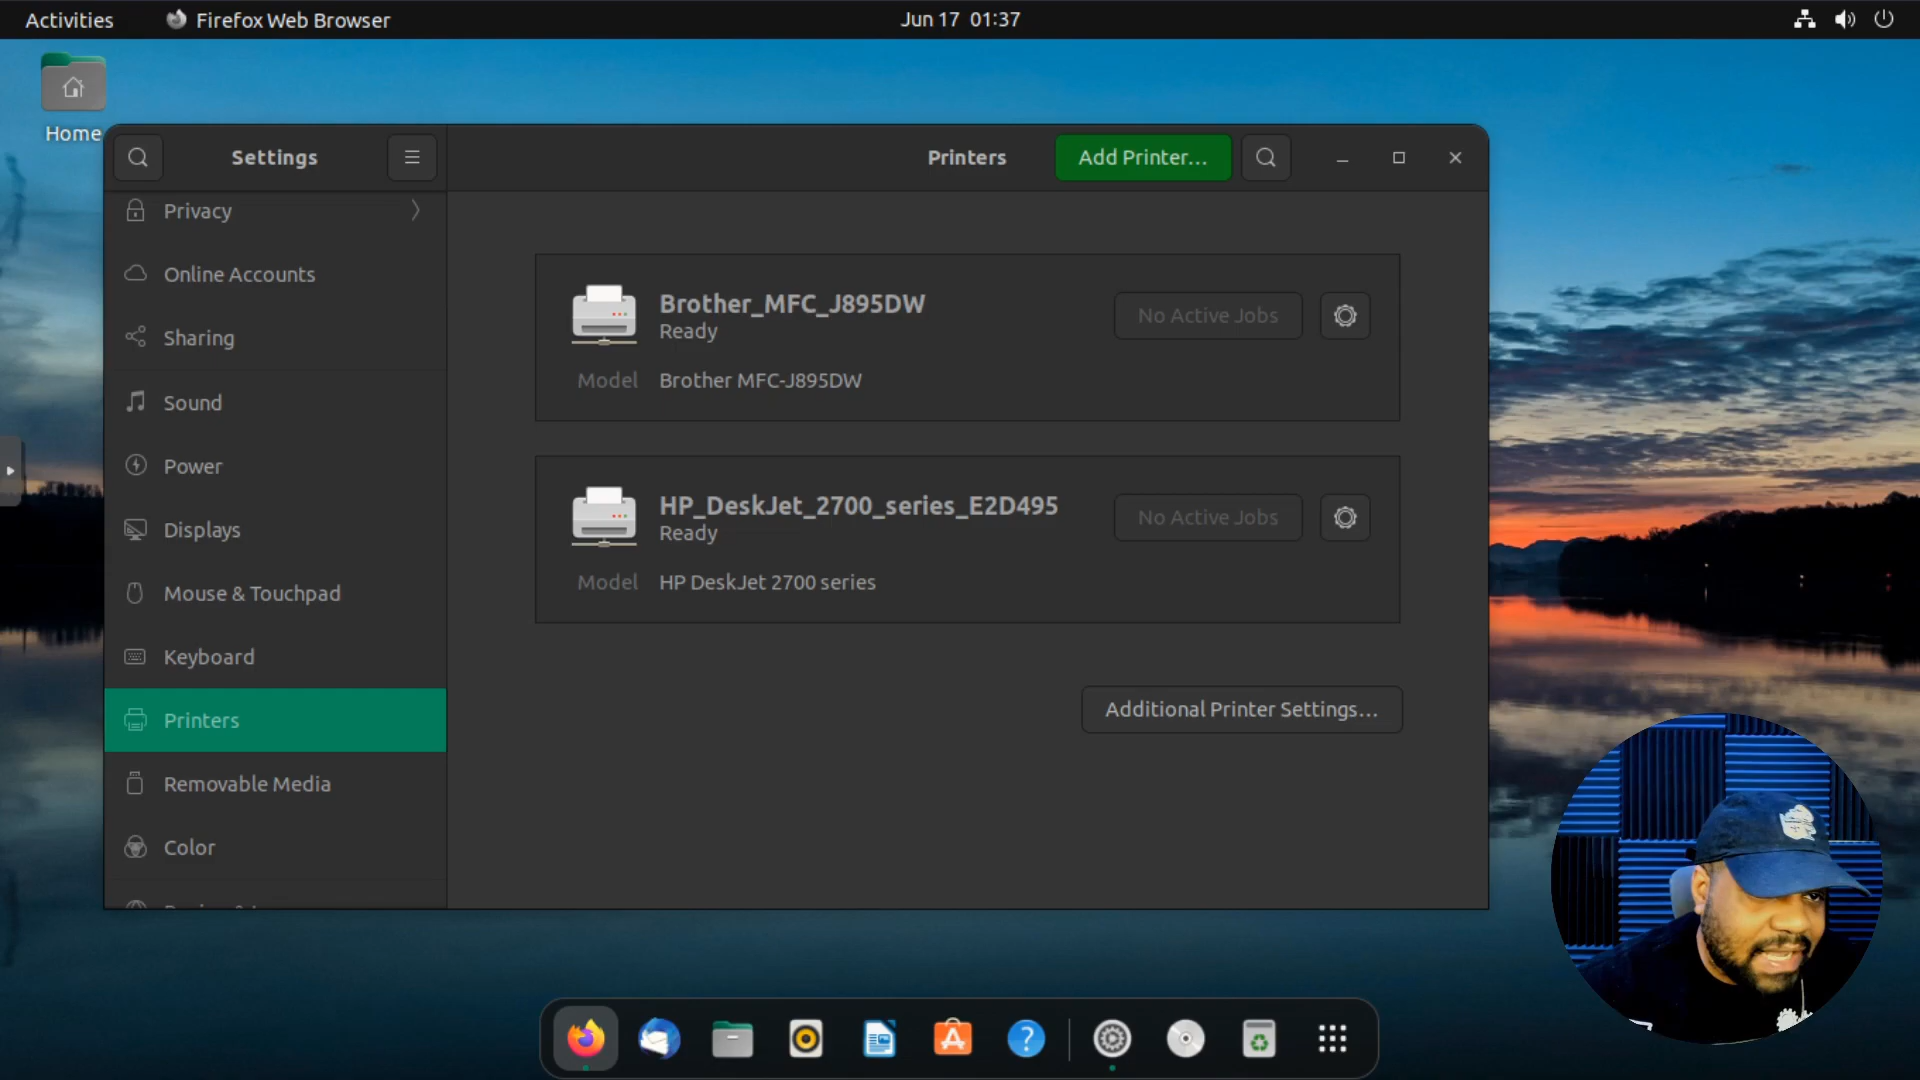 Activities
Firefox Web Browser
Jun 17 01:37
Home
Settings
Printers
Add Printer...
Privacy
Online Accounts
Sharing
Sound
Power
Displays
Mouse & Touchpad
Keyboard
Printers
Removable Media
Color
Brother_MFC_J895DW
Ready
No Active Jobs
Model Brother MFC-J895DW
HP_DeskJet_2700_series_E2D495
Ready
No Active Jobs
Model HP DeskJet 2700 series
Additional Printer Settings...